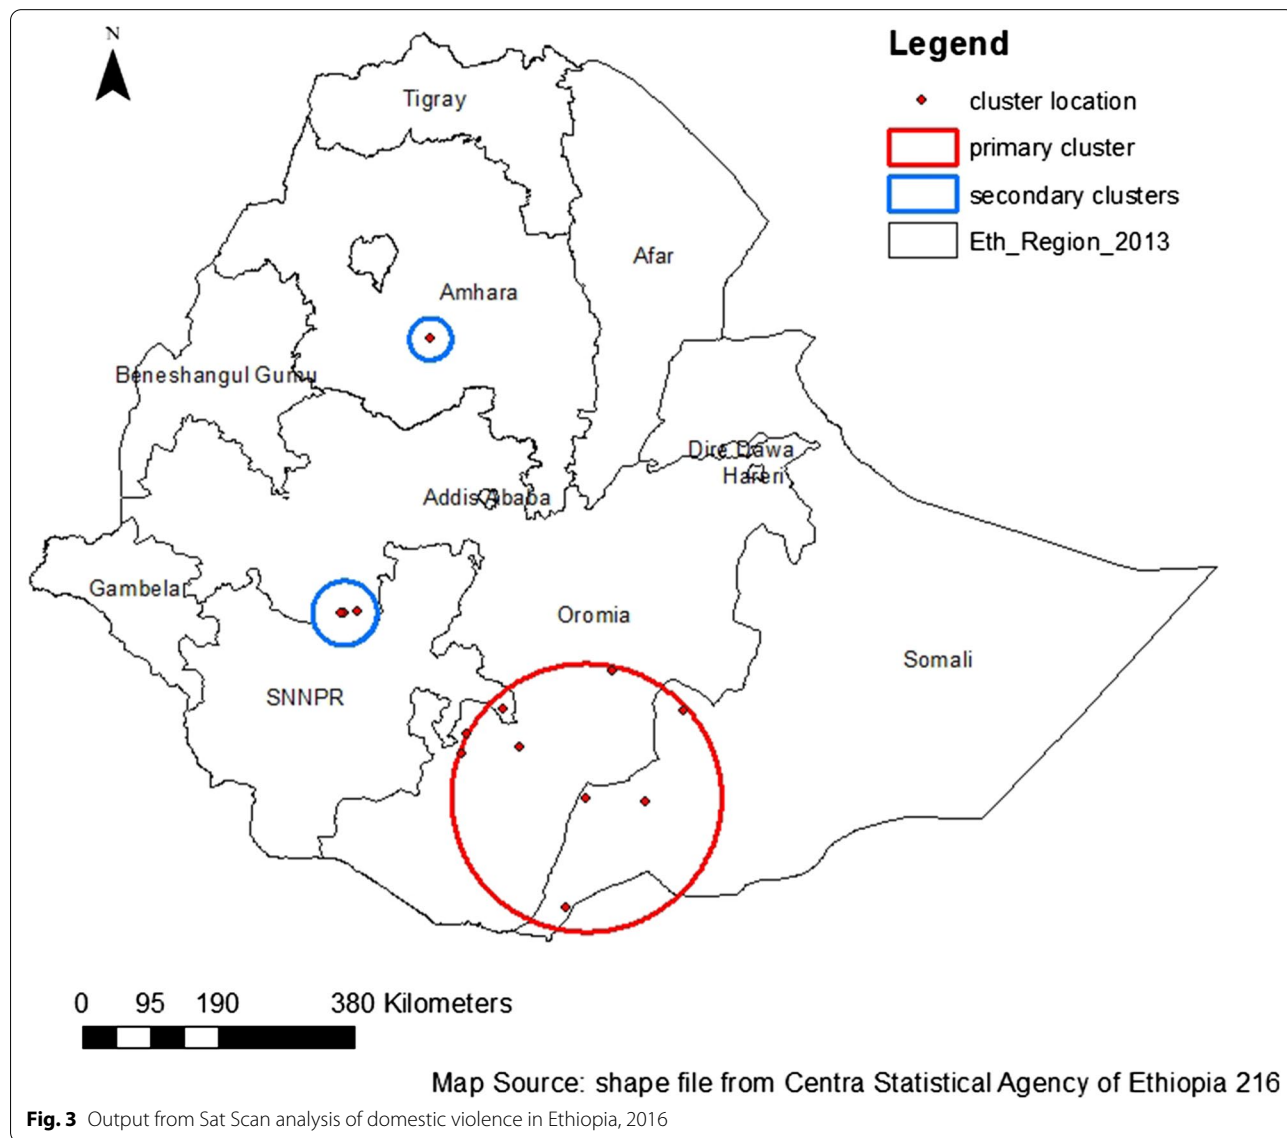 N
Legend
cluster location
primary cluster
secondary clusters
Eth_Region_2013
Tigray
Afar
Amhara
Beneshangul Gumu
Dire Dawa
Hareri
Addis Ababa
Gambela
Oromia
Somali
SNNPR
0 95 190 380 Kilometers
Map Source: shape file from Centra Statistical Agency of Ethiopia 216
Fig. 3 Output from Sat Scan analysis of domestic violence in Ethiopia, 2016